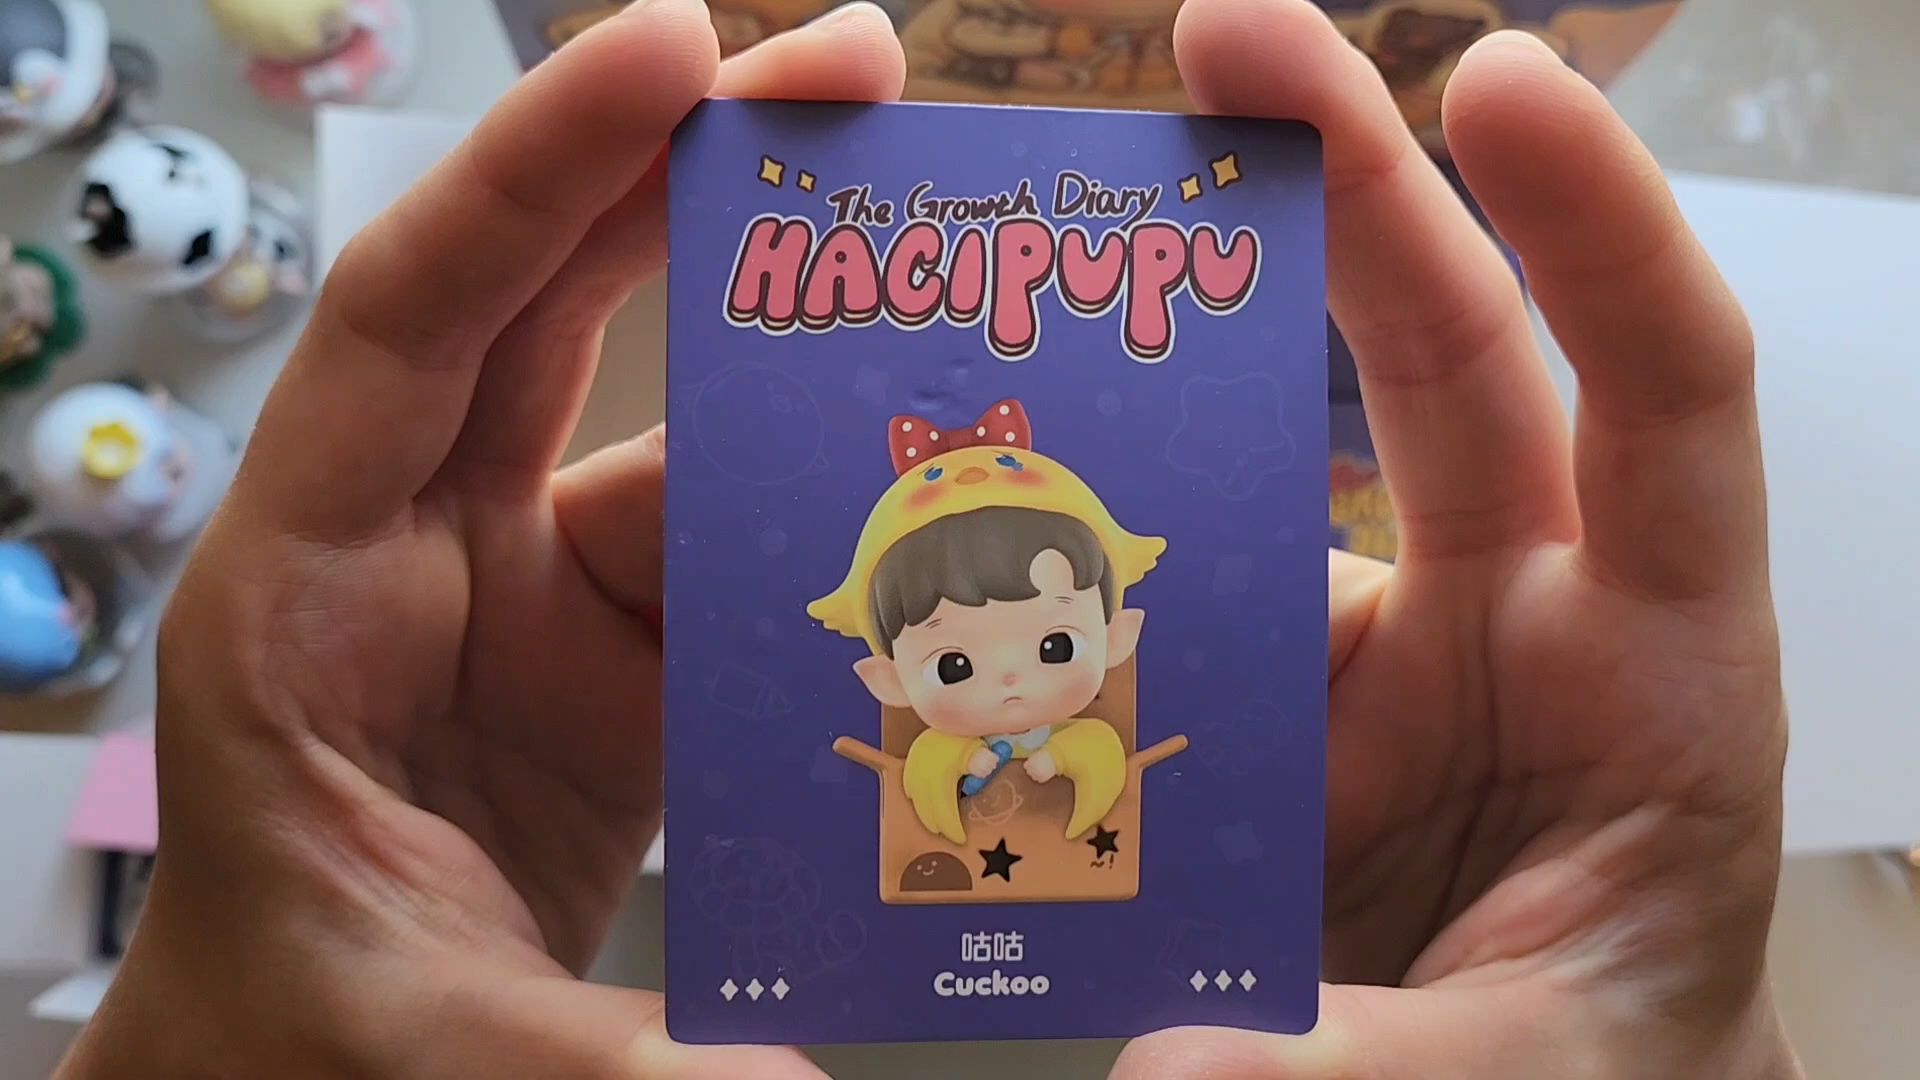 The Growth Diary
HACIPUPU
~!
咕咕
Cuckoo